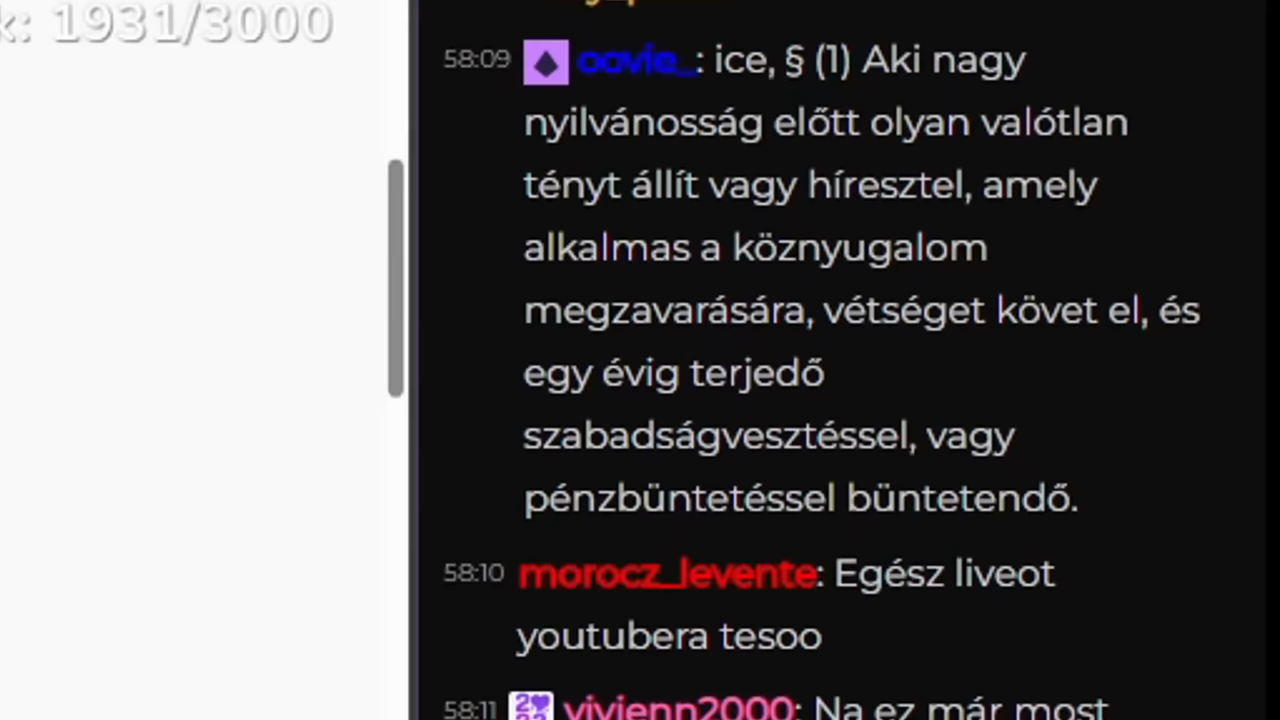 k: 1931/3000
58:09 oovie_: ice, § (1) Aki nagy
nyilvánosság előtt olyan valótlan
tényt állít vagy híresztel, amely
alkalmas a köznyugalom
megzavarására, vétséget követ el, és
egy évig terjedő
szabadságvesztéssel, vagy
pénzbüntetéssel büntetendő.
58:10 morocz_levente: Egész liveot
youtubera tesoo
58:11 vivienn2000: Na ez már most